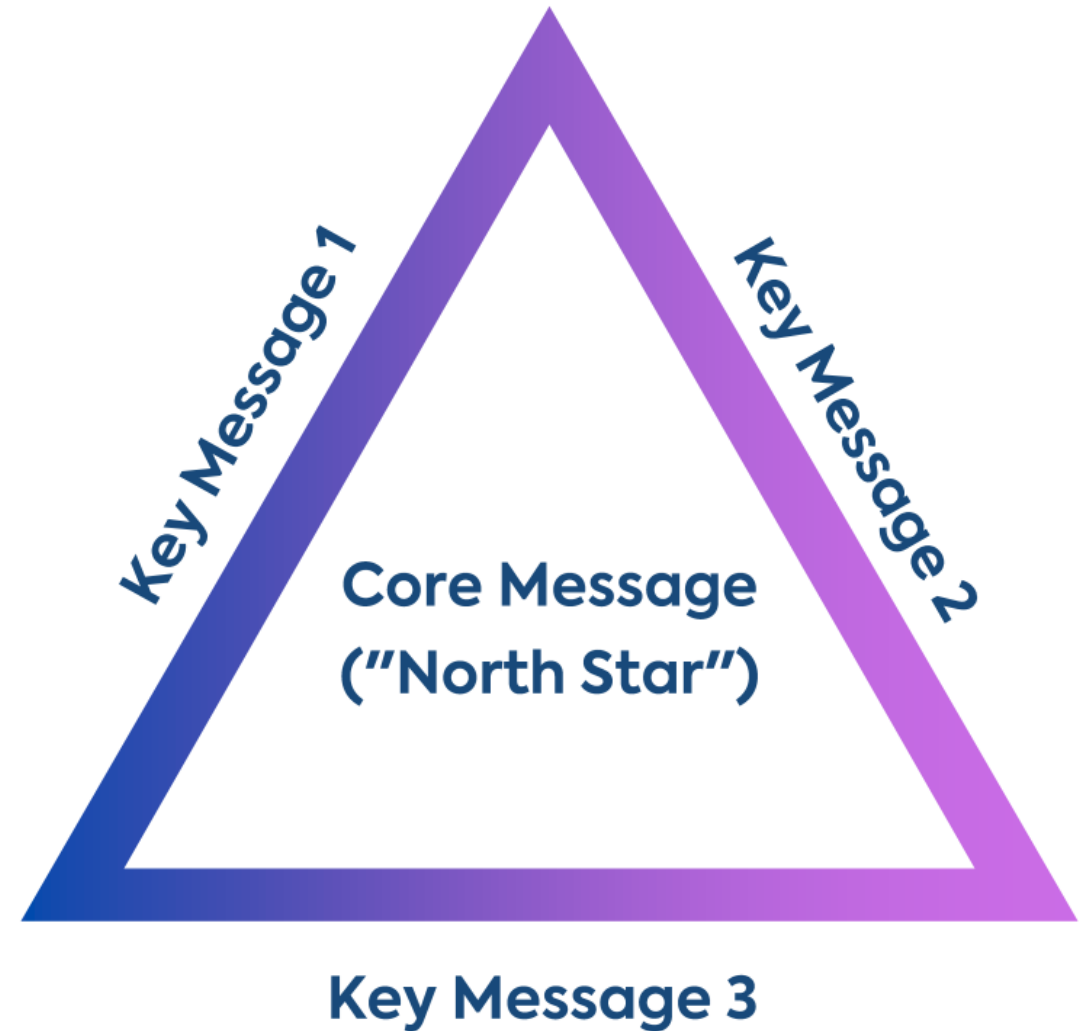 Key Message 1
Key Message 2
Core Message
("North Star")
Key Message 3